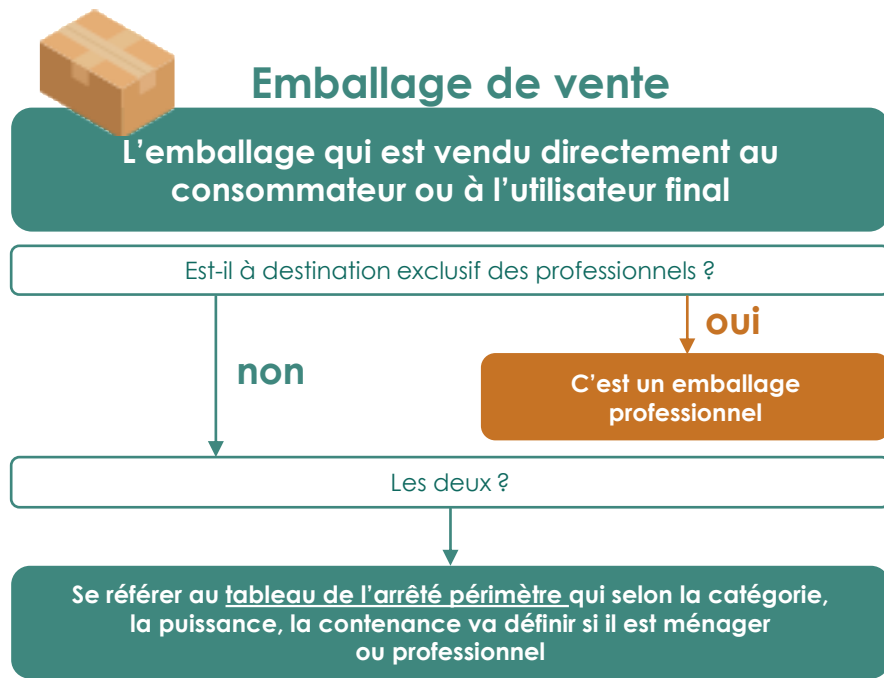 Emballage de vente
L’emballage qui est vendu directement au
consommateur ou à l’utilisateur final
Est-il à destination exclusif des professionnels ?
oui
non
C’est un emballage
professionnel
Les deux ?
Se référer au tableau de l’arrêté périmètre qui selon la catégorie,
la puissance, la contenance va définir si il est ménager
ou professionnel